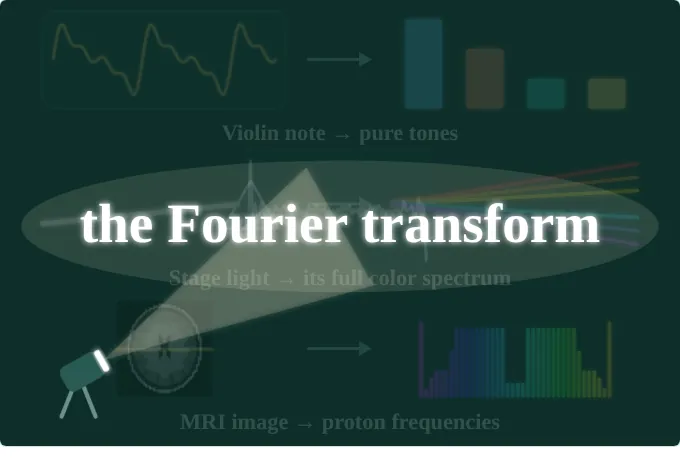 Violin note → pure tones
the Fourier transform
Stage light → its full color spectrum
MRI image → proton frequencies